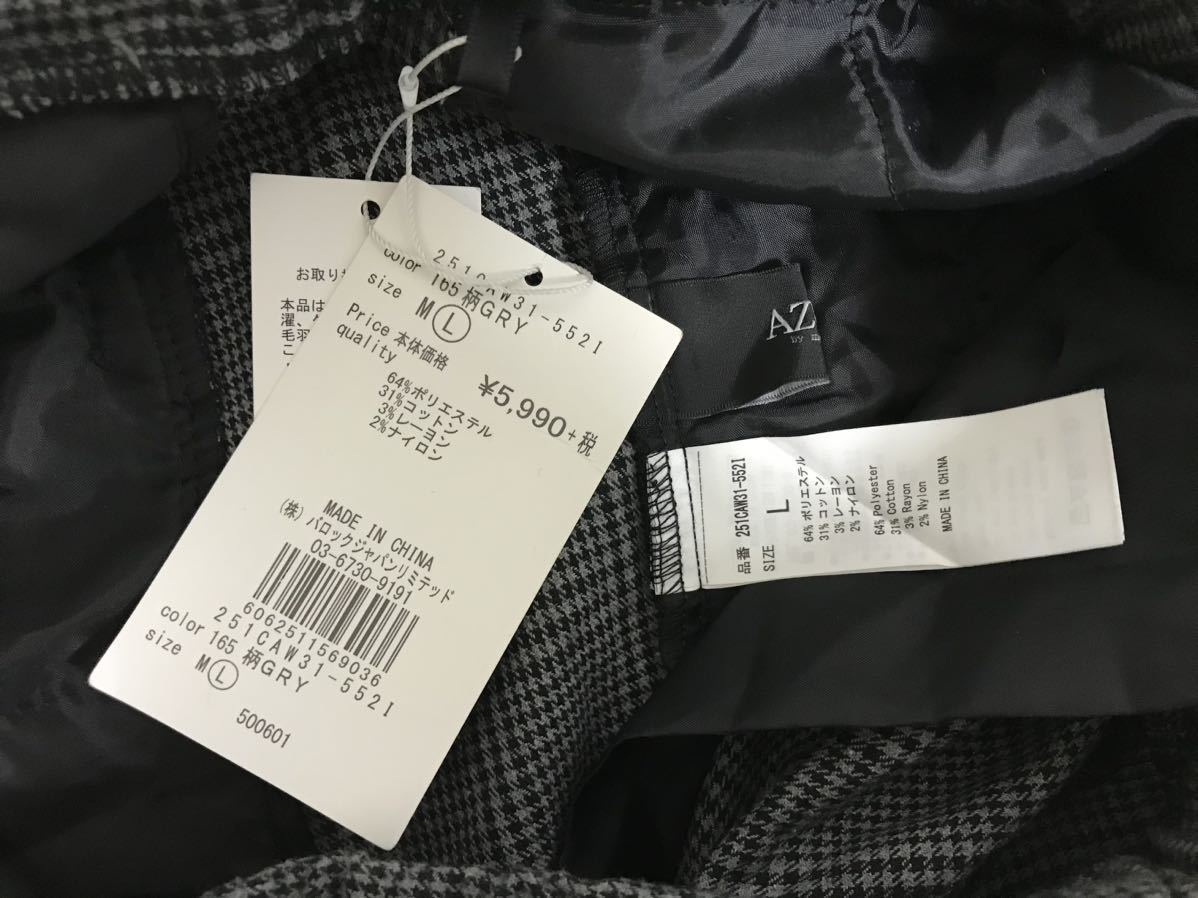 お取り
本品は
濯、
毛羽
こ
251CAW31-552I
color 165 柄GRY
size M Ⓛ
Price 本体価格
¥5,990+税
quality
64%ポリエステル
31%コットン
3%レーヨン
2%ナイロン
MADE IN CHINA
(株) バロックジャパンリミテッド
03-6730-9191
6062511569036
251CAW31-552I
color 165 柄GRY
size M Ⓛ
500601
AZ
BY
品番 251CAW31-552I
SIZE L
64% ポリエステル
31% コットン
3% レーヨン
2% ナイロン
64% Polyester
31% Cotton
3% Rayon
2% Nylon
MADE IN CHINA